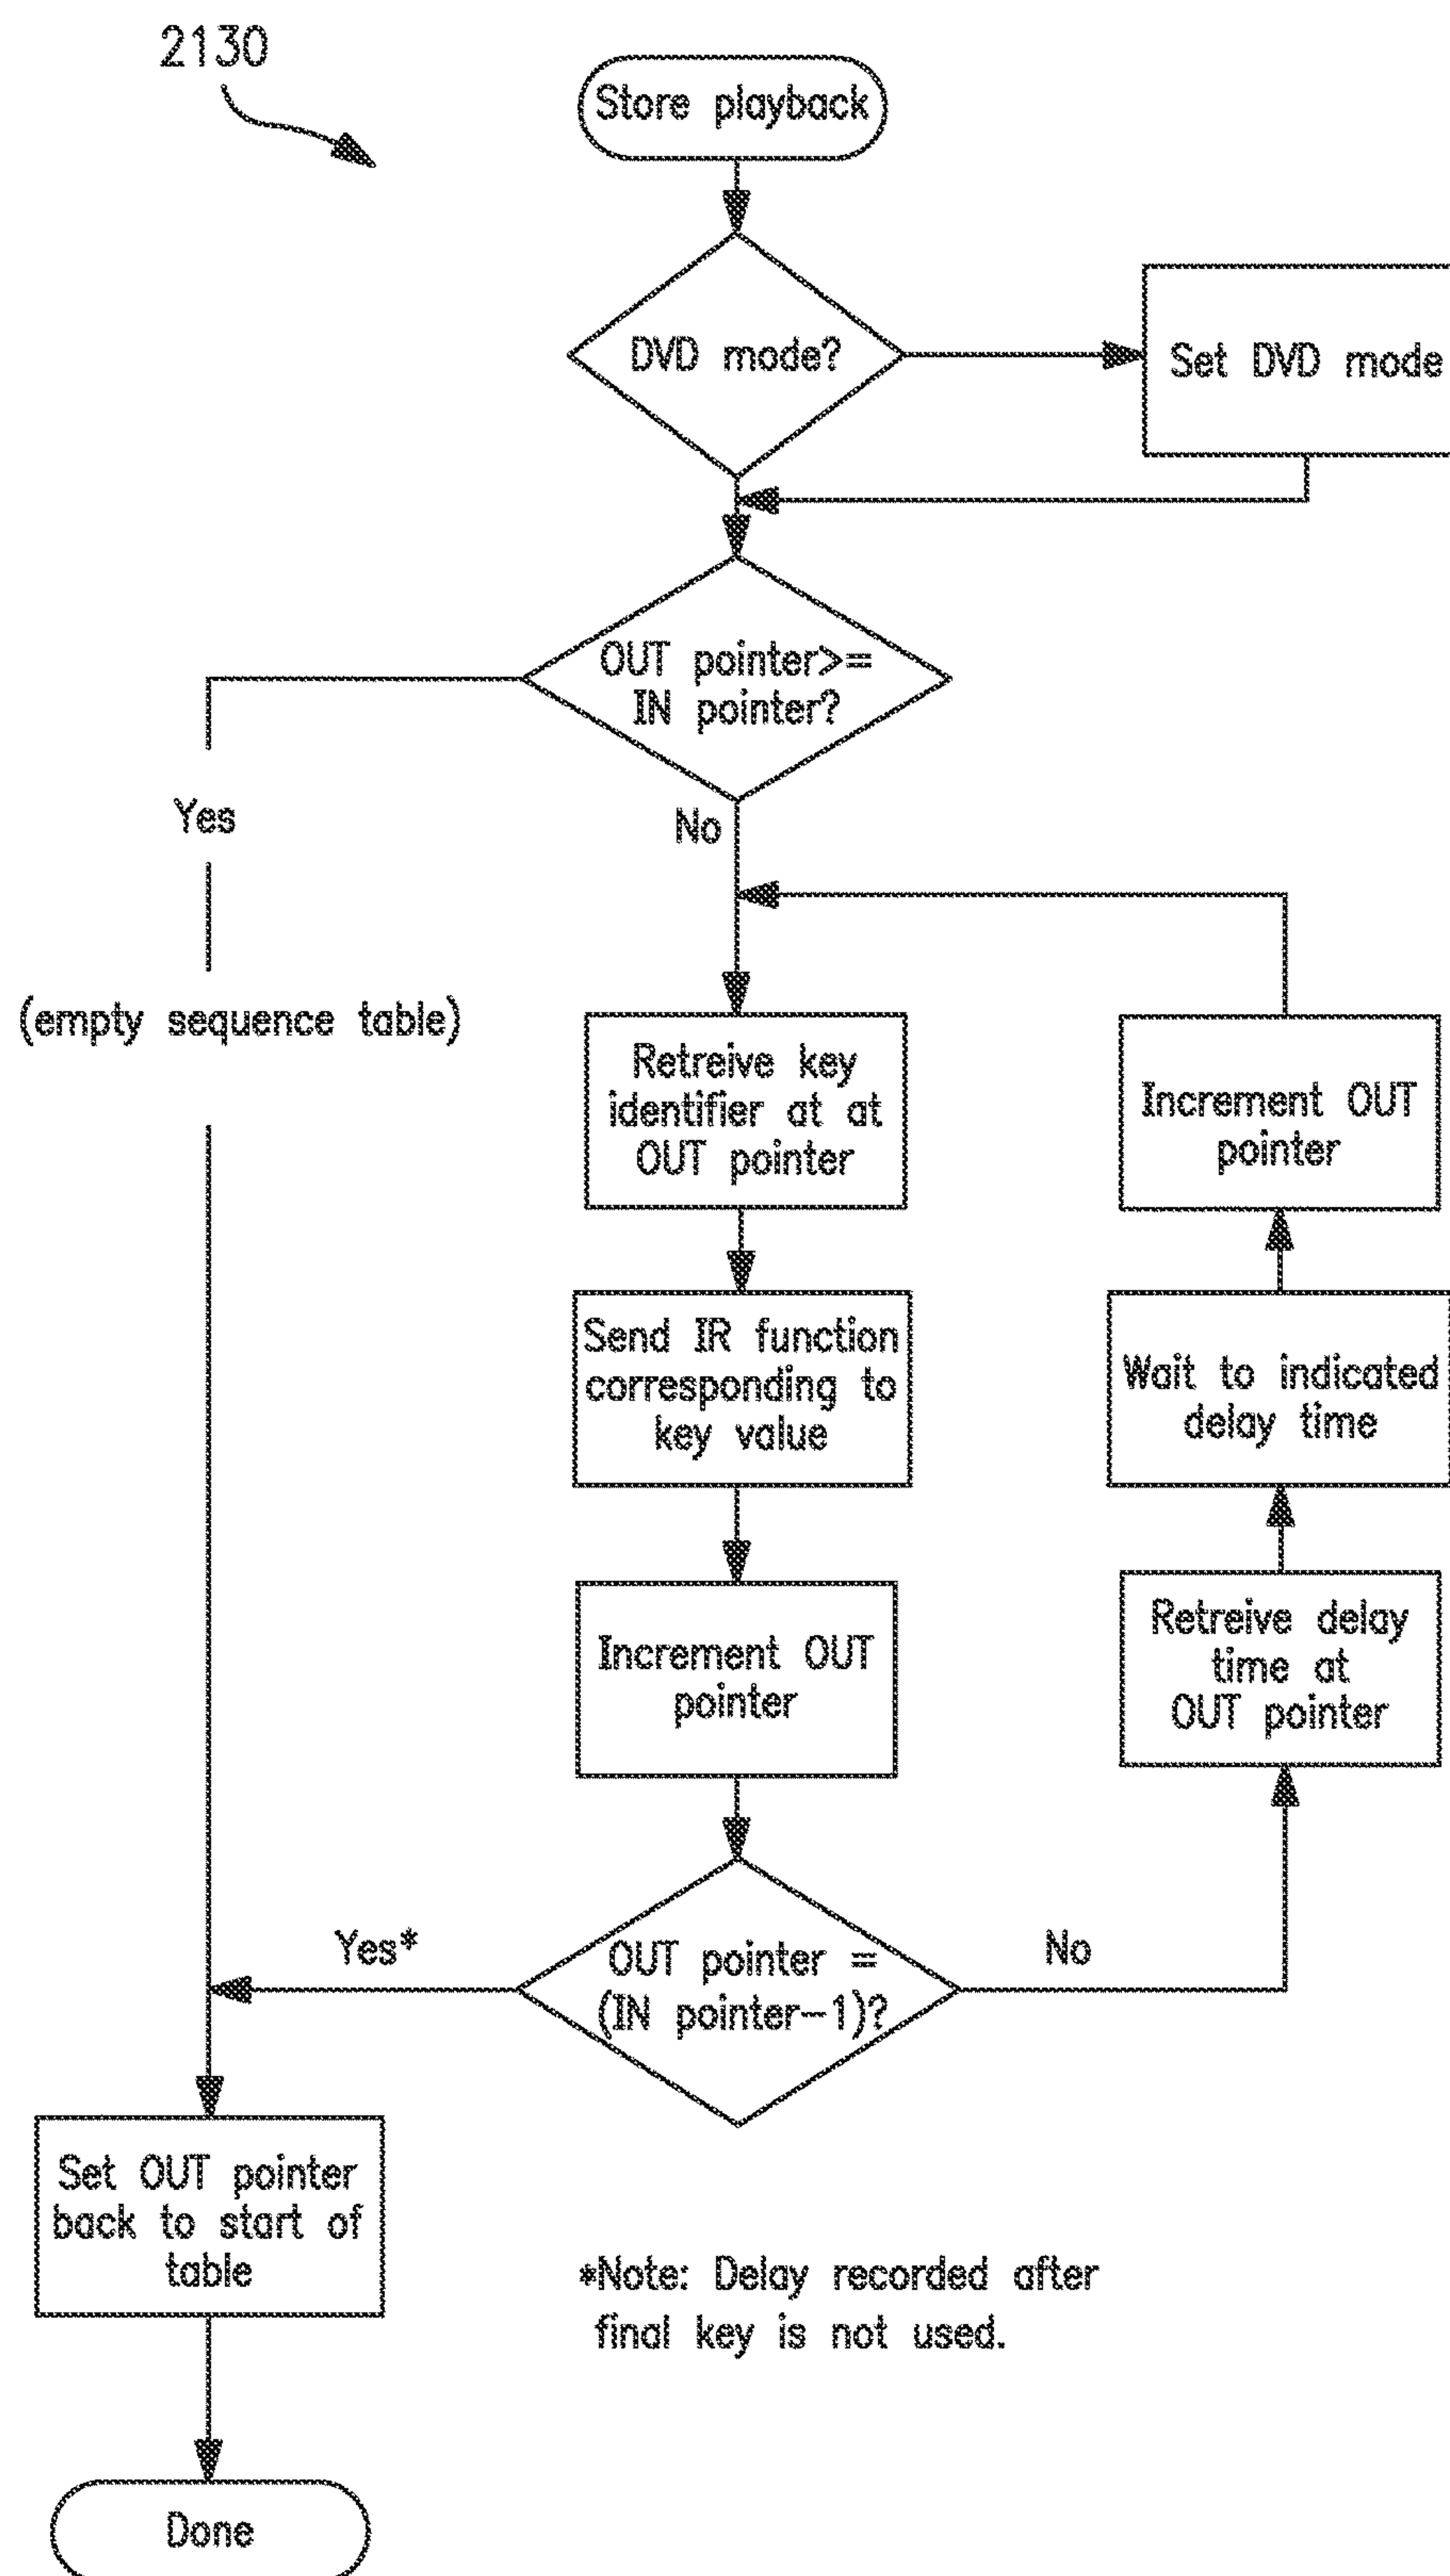 2130
Store playback
DVD mode?
Set DVD mode
OUT pointer>=
IN pointer?
Yes
No
(empty sequence table)
Retreive key
identifier at at
OUT pointer
Send IR function
corresponding to
key value
Increment OUT
pointer
OUT pointer =
(IN pointer-1)?
Yes*
No
Retreive delay
time at
OUT pointer
Wait to indicated
delay time
Increment OUT
pointer
Set OUT pointer
back to start of
table
Done
*Note: Delay recorded after
final key is not used.